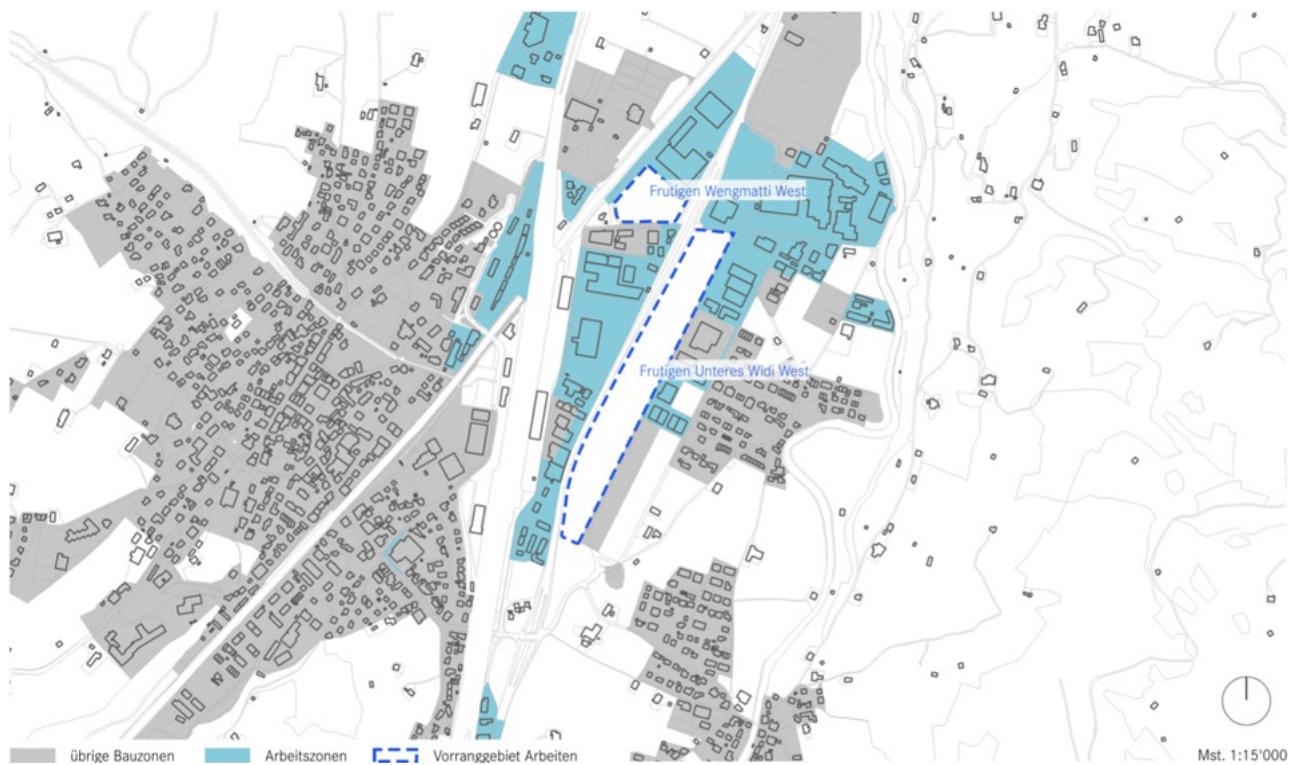 Frutigen Wengmatti West
Frutigen Unteres Widi West
übrige Bauzonen
Arbeitszonen
Vorranggebiet Arbeiten
Mst. 1:15'000